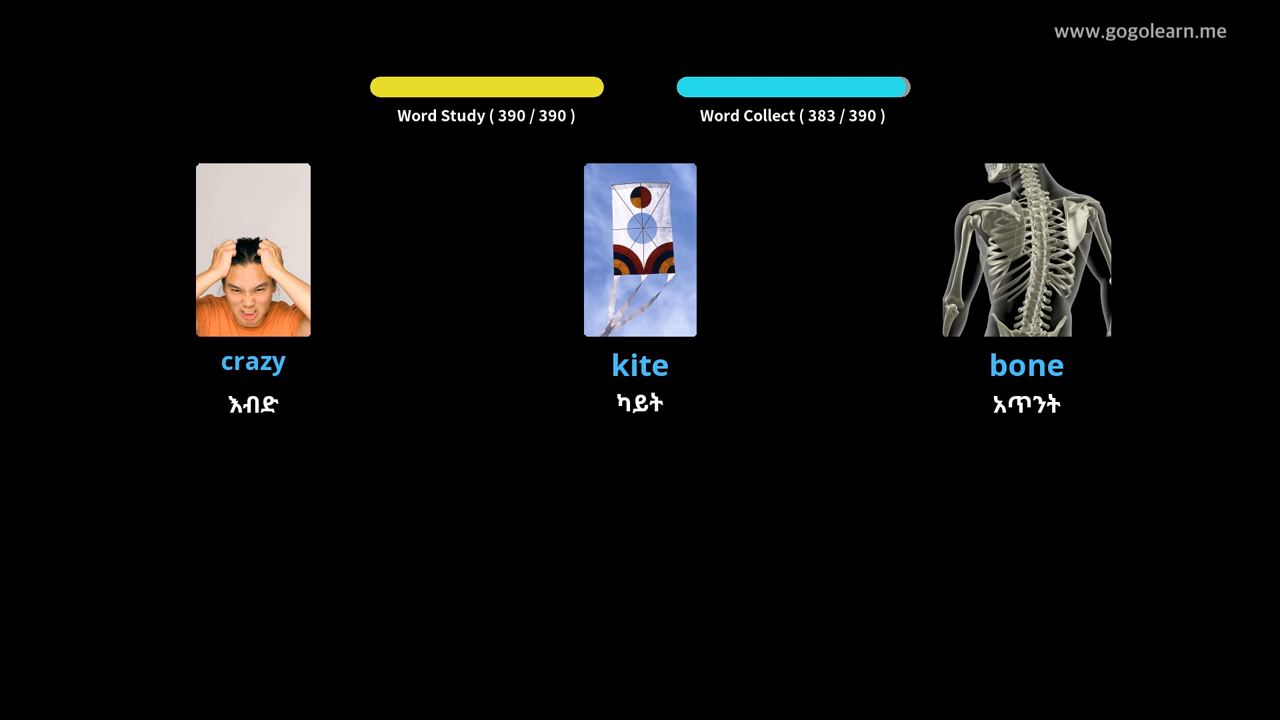 www.gogolearn.me
Word Study ( 390 / 390 )
Word Collect ( 383 / 390 )
crazy
kite
bone
እብድ
ካይት
አጥንት